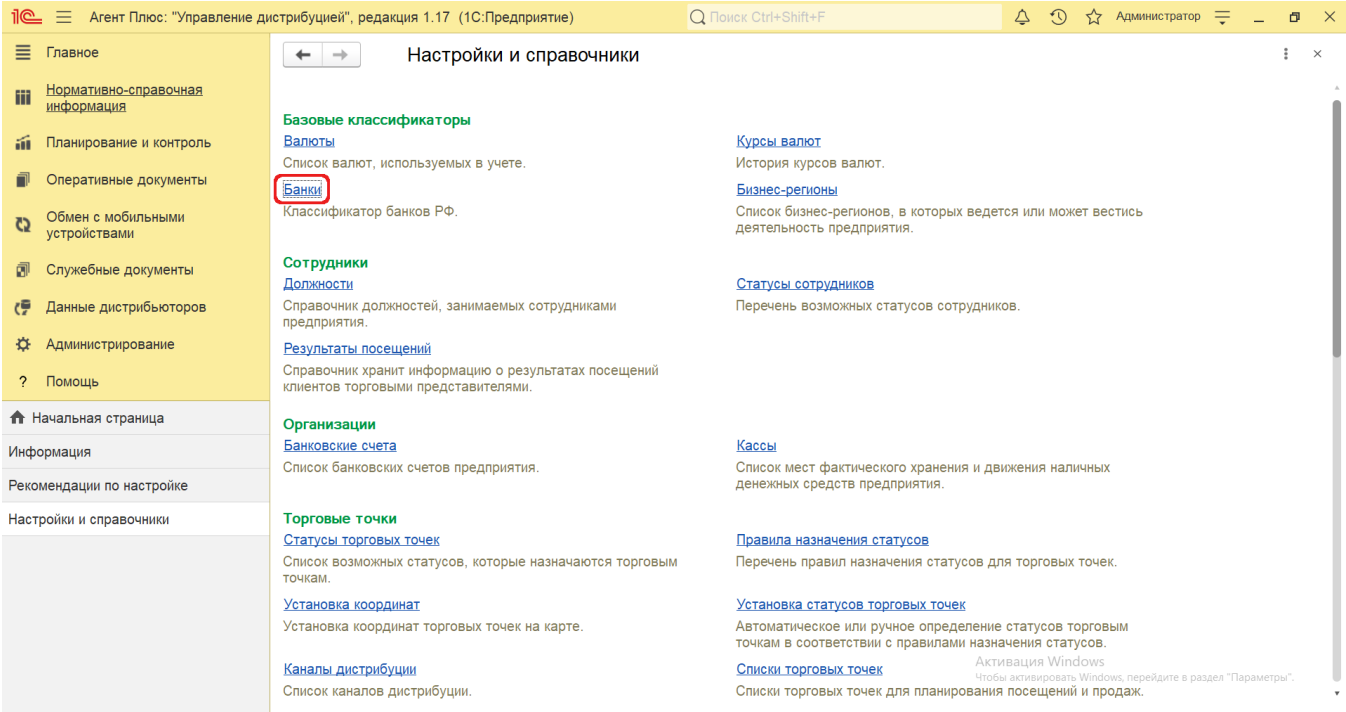 1С Агент Плюс: "Управление дистрибуцией", редакция 1.17 (1С:Предприятие) Поиск Ctrl+Shift+F Администратор
Главное
Нормативно-справочная
информация
Планирование и контроль
Оперативные документы
Обмен с мобильными
устройствами
Служебные документы
Данные дистрибьюторов
Администрирование
? Помощь
Начальная страница
Информация
Рекомендации по настройке
Настройки и справочники
Настройки и справочники
Базовые классификаторы
Валюты
Список валют, используемых в учете.
Курсы валют
История курсов валют.
Банки
Классификатор банков РФ.
Бизнес-регионы
Список бизнес-регионов, в которых ведется или может вестись
деятельность предприятия.
Сотрудники
Должности
Справочник должностей, занимаемых сотрудниками
предприятия.
Статусы сотрудников
Перечень возможных статусов сотрудников.
Результаты посещений
Справочник хранит информацию о результатах посещений
клиентов торговыми представителями.
Организации
Банковские счета
Список банковских счетов предприятия.
Кассы
Список мест фактического хранения и движения наличных
денежных средств предприятия.
Торговые точки
Статусы торговых точек
Список возможных статусов, которые назначаются торговым
точкам.
Правила назначения статусов
Перечень правил назначения статусов для торговых точек.
Установка координат
Установка координат торговых точек на карте.
Установка статусов торговых точек
Автоматическое или ручное определение статусов торговым
точкам в соответствии с правилами назначения статусов.
Каналы дистрибуции
Список каналов дистрибуции.
Списки торговых точек
Списки торговых точек для планирования посещений и продаж.
Активация Windows
Чтобы активировать Windows, перейдите в раздел "Параметры".